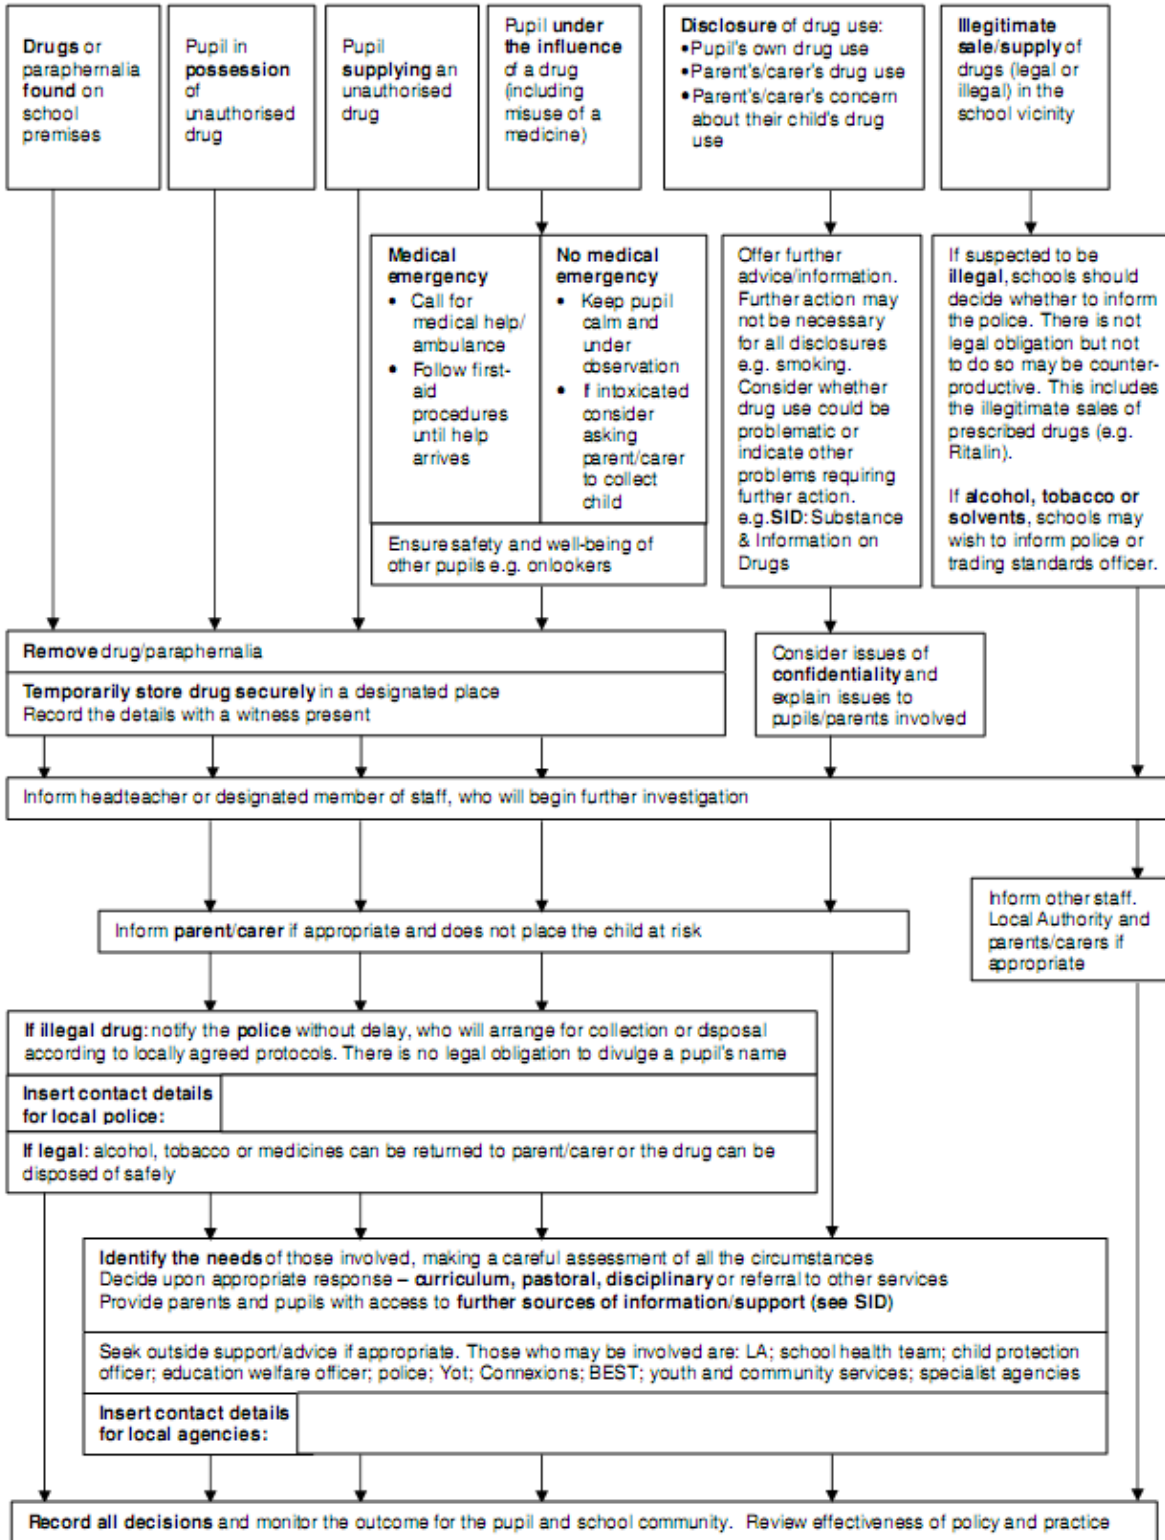 Drugs or
paraphernalia
found on
school
premises
Pupil in
possession
of
unauthorised
drug
Pupil
supplying an
unauthorised
drug
Pupil under
the influence
of a drug
(including
misuse of a
medicine)
Disclosure of drug use:
•Pupil's own drug use
•Parent's/carer's drug use
•Parent's/carer's concern
about their child's drug
use
Illegitimate
sale/supply of
drugs (legal or
illegal) in the
school vicinity
Medical
emergency
• Call for
medical help/
ambulance
• Follow first-
aid
procedures
until help
arrives
No medical
emergency
• Keep pupil
calm and
under
observation
• If intoxicated
consider
asking
parent/carer
to collect
child
Ensure safety and well-being of
other pupils e.g. onlookers
Offer further
advice/information.
Further action may
not be necessary
for all disclosures
e.g. smoking.
Consider whether
drug use could be
problematic or
indicate other
problems requiring
further action.
e.g.SID: Substance
& Information on
Drugs
If suspected to be
illegal, schools should
decide whether to inform
the police. There is not
legal obligation but not
to do so may be counter-
productive. This includes
the illegitimate sales of
prescribed drugs (e.g.
Ritalin).
If alcohol, tobacco or
solvents, schools may
wish to inform police or
trading standards officer.
Remove drug/paraphernalia
Temporarily store drug securely in a designated place
Record the details with a witness present
Consider issues of
confidentiality and
explain issues to
pupils/parents involved
Inform headteacher or designated member of staff, who will begin further investigation
Inform parent/carer if appropriate and does not place the child at risk
Inform other staff.
Local Authority and
parents/carers if
appropriate
If illegal drug: notify the police without delay, who will arrange for collection or disposal
according to locally agreed protocols. There is no legal obligation to divulge a pupil's name
Insert contact details
for local police:
If legal: alcohol, tobacco or medicines can be returned to parent/carer or the drug can be
disposed of safely
Identify the needs of those involved, making a careful assessment of all the circumstances
Decide upon appropriate response – curriculum, pastoral, disciplinary or referral to other services
Provide parents and pupils with access to further sources of information/support (see SID)
Seek outside support/advice if appropriate. Those who may be involved are: LA; school health team; child protection
officer; education welfare officer; police; Yot; Connexions; BEST; youth and community services; specialist agencies
Insert contact details
for local agencies:
Record all decisions and monitor the outcome for the pupil and school community. Review effectiveness of policy and practice